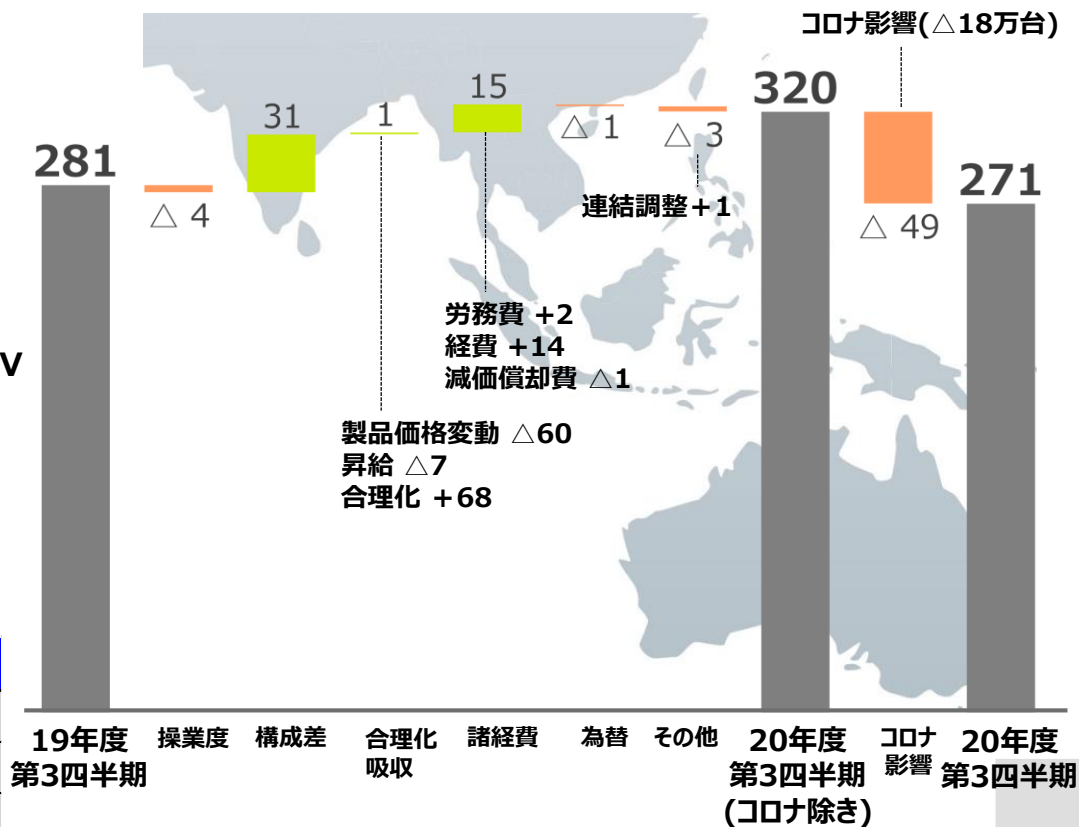 コロナ影響(△18万台)
281
△ 4
31
1
15
△ 1
△ 3
320
△ 49
271
連結調整+1
労務費 +2
経費 +14
減価償却費 △1
V
製品価格変動 △60
昇給 △7
合理化 +68
19年度
第3四半期
操業度
構成差
合理化
吸収
諸経費
為替
その他
20年度
第3四半期
(コロナ除き)
コロナ
影響
20年度
第3四半期